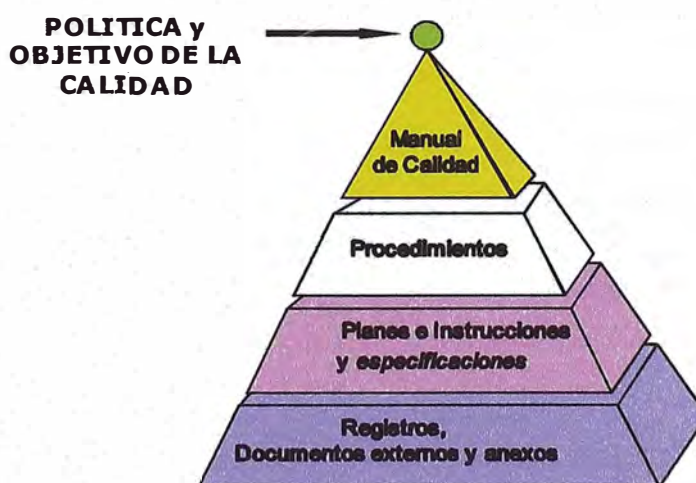 POLITICA y
OBJETIVO DE LA
CALIDAD
Manual
de Calidad
Procedimientos
Planes e Instrucciones
y especificaciones
Registros,
Documentos externos y anexos